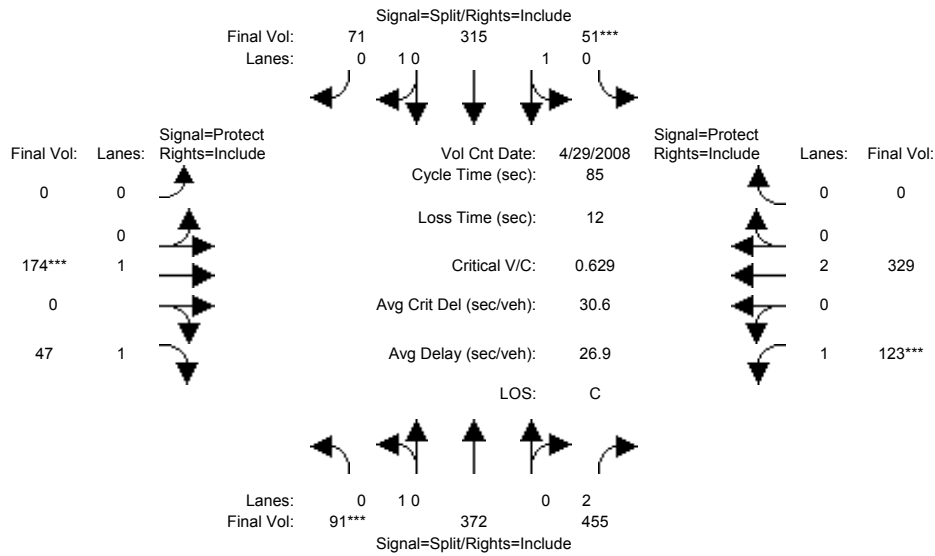 Signal=Split/Rights=Include
Final Vol: 71 315 51***
Lanes: 0 1 0 1 0
Signal=Protect Signal=Protect
Final Vol: Lanes: Rights=Include Vol Cnt Date: 4/29/2008 Rights=Include Lanes: Final Vol:
Cycle Time (sec): 85
0 0 0 0
Loss Time (sec): 12
0 0
174*** 1 Critical V/C: 0.629 2 329
0 Avg Crit Del (sec/veh): 30.6 0
47 1 Avg Delay (sec/veh): 26.9 1 123***
LOS: C
Lanes: 0 1 0 0 2
Final Vol: 91*** 372 455
Signal=Split/Rights=Include